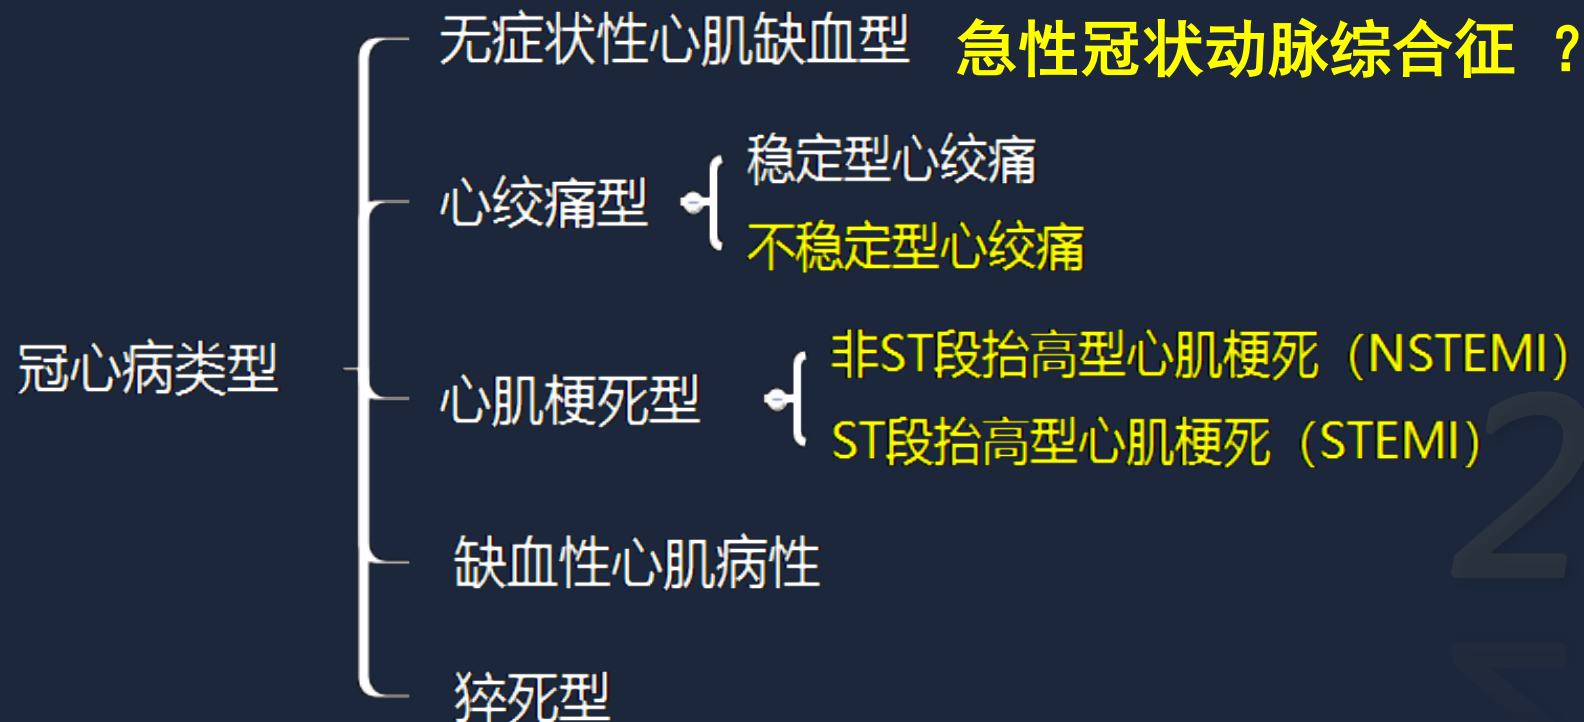 无症状性心肌缺血型
急性冠状动脉综合征 ？
稳定型心绞痛
心绞痛型
不稳定型心绞痛
非ST段抬高型心肌梗死（NSTEMI）
冠心病类型
心肌梗死型
ST段抬高型心肌梗死（STEMI）
缺血性心肌病性
猝死型
2